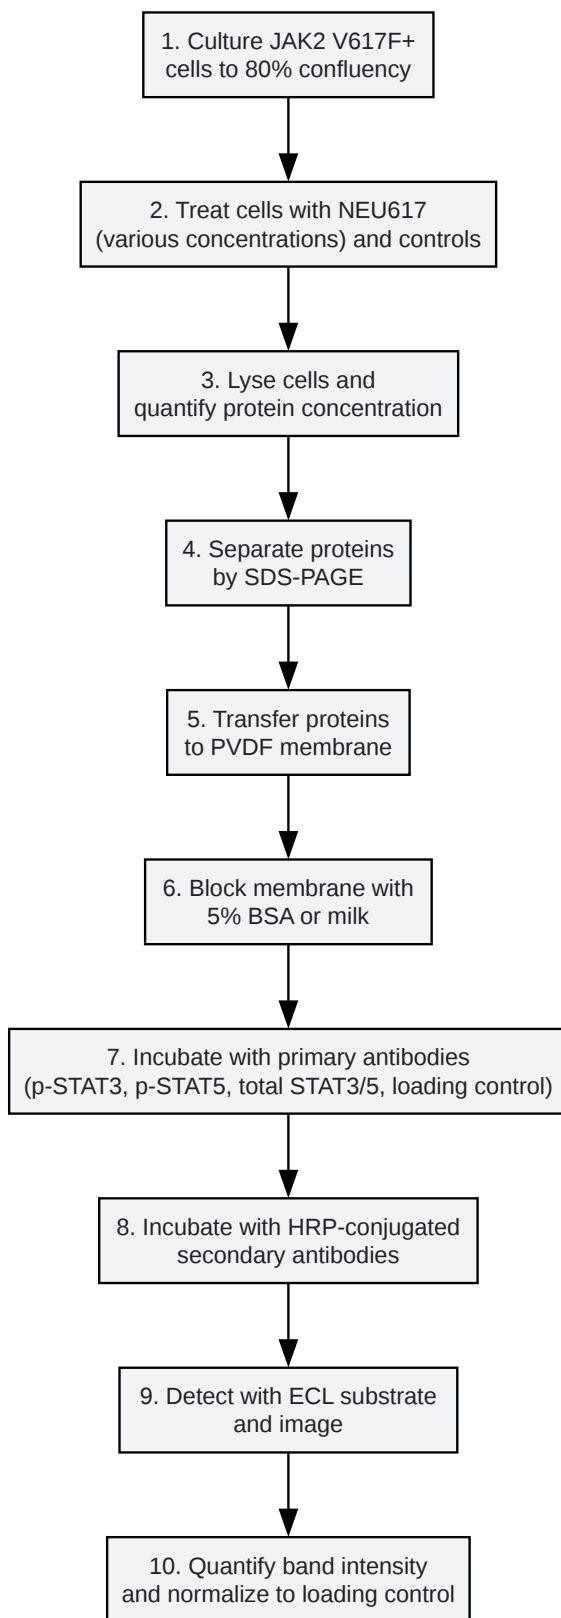 1. Culture JAK2 V617F+
cells to 80% confluency
2. Treat cells with NEU617
(various concentrations) and controls
3. Lyse cells and
quantify protein concentration
4. Separate proteins
by SDS-PAGE
5. Transfer proteins
to PVDF membrane
6. Block membrane with
5% BSA or milk
7. Incubate with primary antibodies
(p-STAT3, p-STAT5, total STAT3/5, loading control)
8. Incubate with HRP-conjugated
secondary antibodies
9. Detect with ECL substrate
and image
10. Quantify band intensity
and normalize to loading control